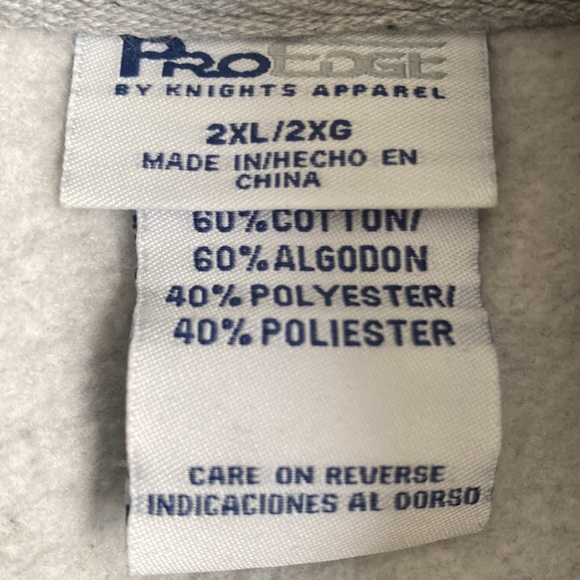 PROEDGE
BY KNIGHTS APPAREL
2XL/2XG
MADE IN/HECHO EN
CHINA
60% COTTON/
60% ALGODON
40% POLYESTER/
40% POLIESTER
CARE ON REVERSE
INDICACIONES AL DORSO